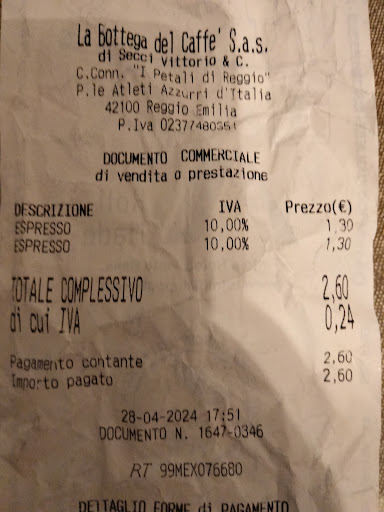 La Bottega del Caffe' S.a.s.
di Secci Vittorio & C.
C.Conn. "I Petali di Reggio"
P.le Atleti Azzurri d'Italia
42100 Reggio Emilia
P.Iva 02377480351
DOCUMENTO COMMERCIALE
di vendita o prestazione
DESCRIZIONE IVA Prezzo(€)
ESPRESSO 10,00% 1,30
ESPRESSO 10,00% 1,30
TOTALE COMPLESSIVO 2,60
di cui IVA 0,24
Pagamento contante 2,60
Importo pagato 2,60
28-04-2024 17:51
DOCUMENTO N. 1647-0346
RT 99MEX076680
DETTAGLIO FORME di PAGAMENTO